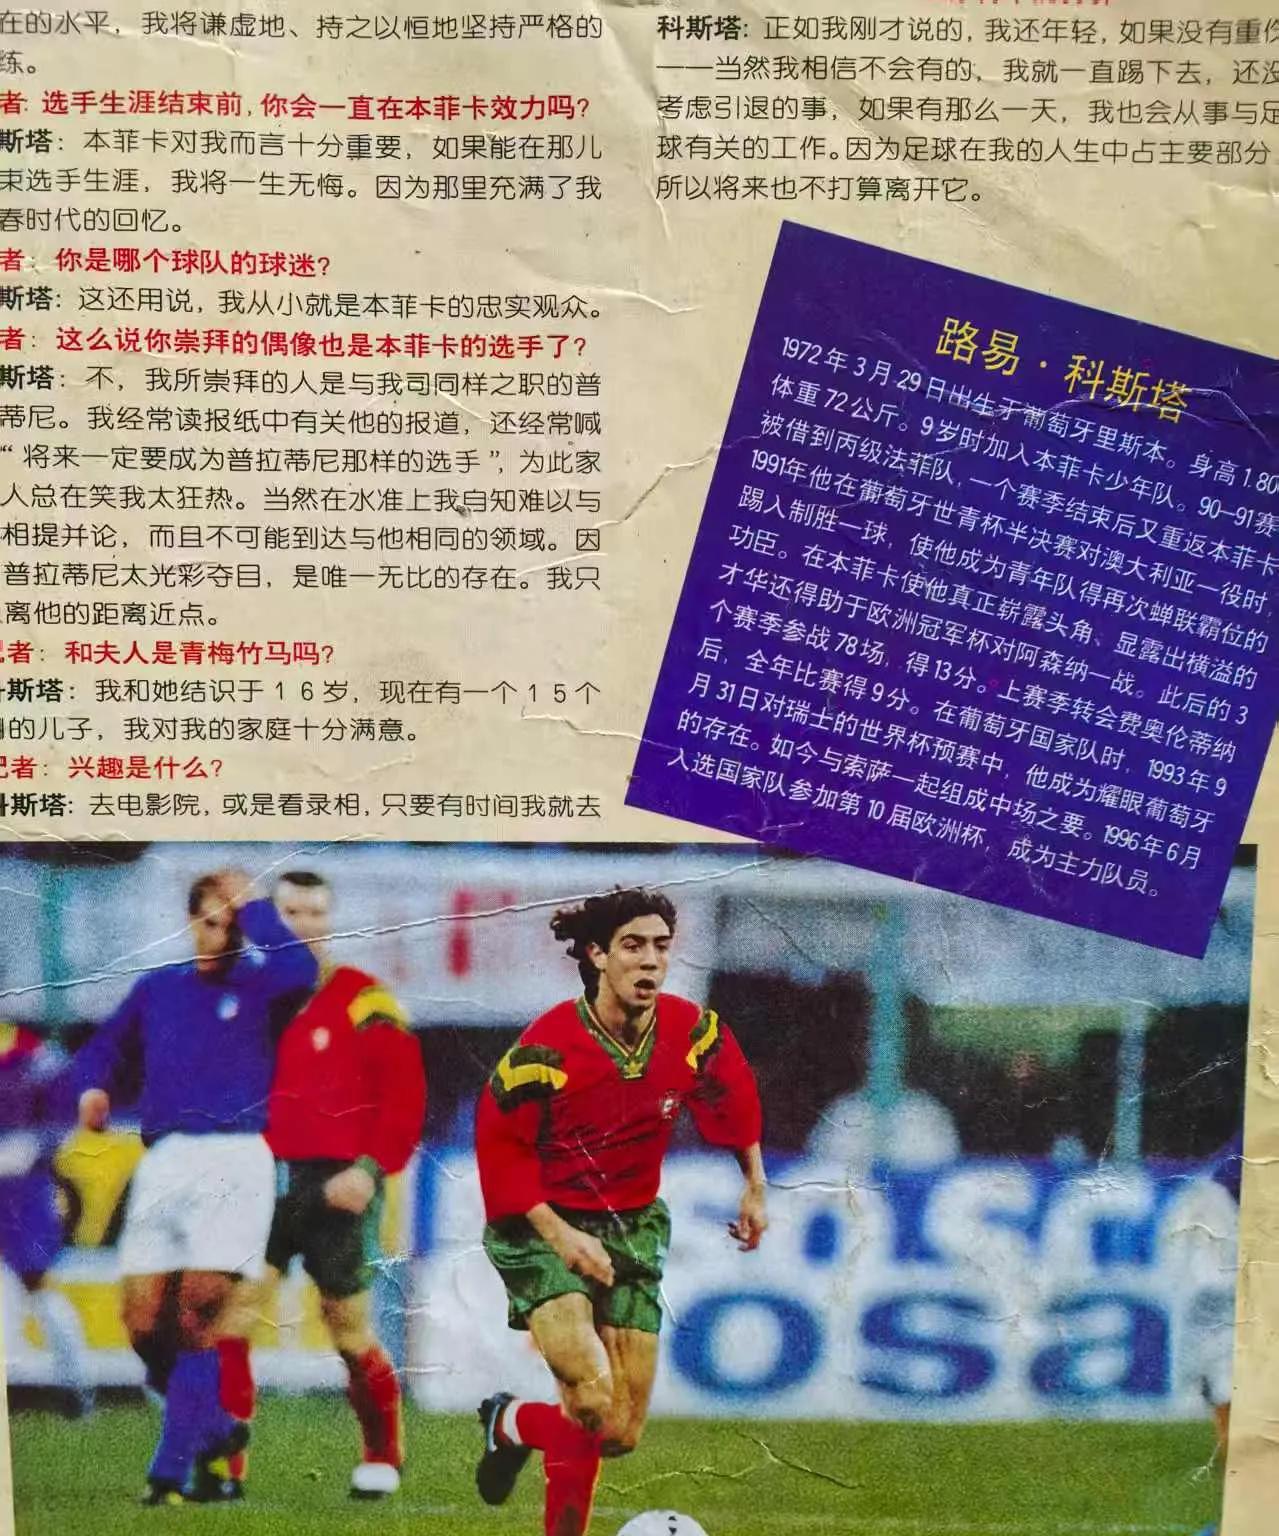 在的水平，我将谦虚地、持之以恒地坚持严格的
练。
者：选手生涯结束前，你会一直在本菲卡效力吗？
斯塔：本菲卡对我而言十分重要，如果能在那儿
束选手生涯，我将一生无悔。因为那里充满了我
春时代的回忆。
者：你是哪个球队的球迷？
斯塔：这还用说，我从小就是本菲卡的忠实观众。
者：这么说你崇拜的偶像也是本菲卡的选手了？
斯塔：不，我所崇拜的人是与我司同样之职的普
蒂尼。我经常读报纸中有关他的报道，还经常喊
“将来一定要成为普拉蒂尼那样的选手”，为此家
人总在笑我太狂热。当然在水准上我自知难以与
相提并论，而且不可能到达与他相同的领域。因
普拉蒂尼太光彩夺目，是唯一无比的存在。我只
离他的距离近点。
记者：和夫人是青梅竹马吗？
科斯塔：我和她结识于16岁，现在有一个15个
的儿子，我对我的家庭十分满意。
记者：兴趣是什么？
科斯塔：去电影院，或是看录相，只要有时间我就去
科斯塔：正如我刚才说的，我还年轻，如果没有重伤
——当然我相信不会有的，我就一直踢下去，还没
考虑引退的事，如果有那么一天，我也会从事与足
球有关的工作。因为足球在我的人生中占主要部分
所以将来也不打算离开它。
路易·科斯塔
1972年3月29日出生于葡萄牙里斯本。身高1.80
体重72公斤。9岁时加入本菲卡少年队。90—91赛
被借到丙级法菲队，一个赛季结束后又重返本菲卡
1991年他在葡萄牙世青杯半决赛对澳大利亚一役时，
踢入制胜一球，使他成为青年队得再次蝉联霸位的
功臣。在本菲卡使他真正崭露头角、显露出横溢的
才华还得助于欧洲冠军杯对阿森纳一战。此后的3
个赛季参战78场，得13分。上赛季转会费奥伦蒂纳
后，全年比赛得9分。在葡萄牙国家队时，1993年9
月31日对瑞士的世界杯预赛中，他成为耀眼葡萄牙
的存在。如今与索萨一起组成中场之要。1996年6月
入选国家队参加第10届欧洲杯，成为主力队员。
osa